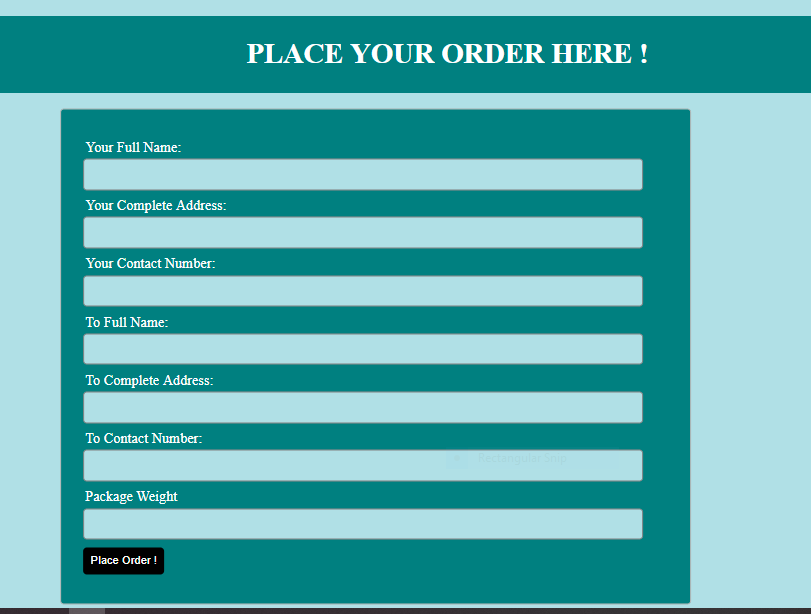 PLACE YOUR ORDER HERE !
Your Full Name:
Your Complete Address:
Your Contact Number:
To Full Name:
To Complete Address:
To Contact Number:
Rectangular Snip
Package Weight
Place Order !